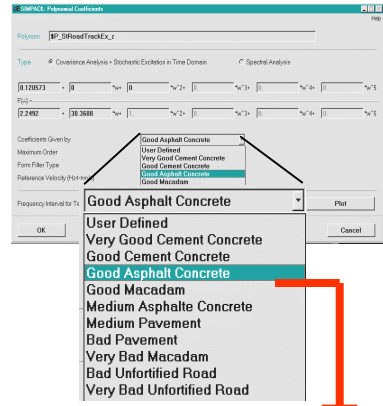 SIMPACK: Polynomial Coefficients
Help
Polynom $P_StRoadTrackEx_z
Type Covariance Analysis + Stochastic Excitation in Time Domain Spectral Analysis
0.120573 + 0 *w+ 0 *w^2+ 0. *w^3+ 0. *w^4+ 0. *w^5
F(w) =
2.2492 + 30.3608 *w+ 1. *w^2+ 0. *w^3+ 0. *w^4+ 0. *w^5
Coefficients Given by Good Asphalt Concrete
Maximum Order
Form Filter Type
Reference Velocity
User Defined
Very Good Cement Concrete
Good Cement Concrete
Good Asphalt Concrete
Good Macadam
Frequency Interval for
Plot
OK
Cancel
Good Asphalt Concrete
User Defined
Very Good Cement Concrete
Good Cement Concrete
Good Asphalt Concrete
Good Macadam
Medium Asphalte Concrete
Medium Pavement
Bad Pavement
Very Bad Macadam
Bad Unfortified Road
Very Bad Unfortified Road